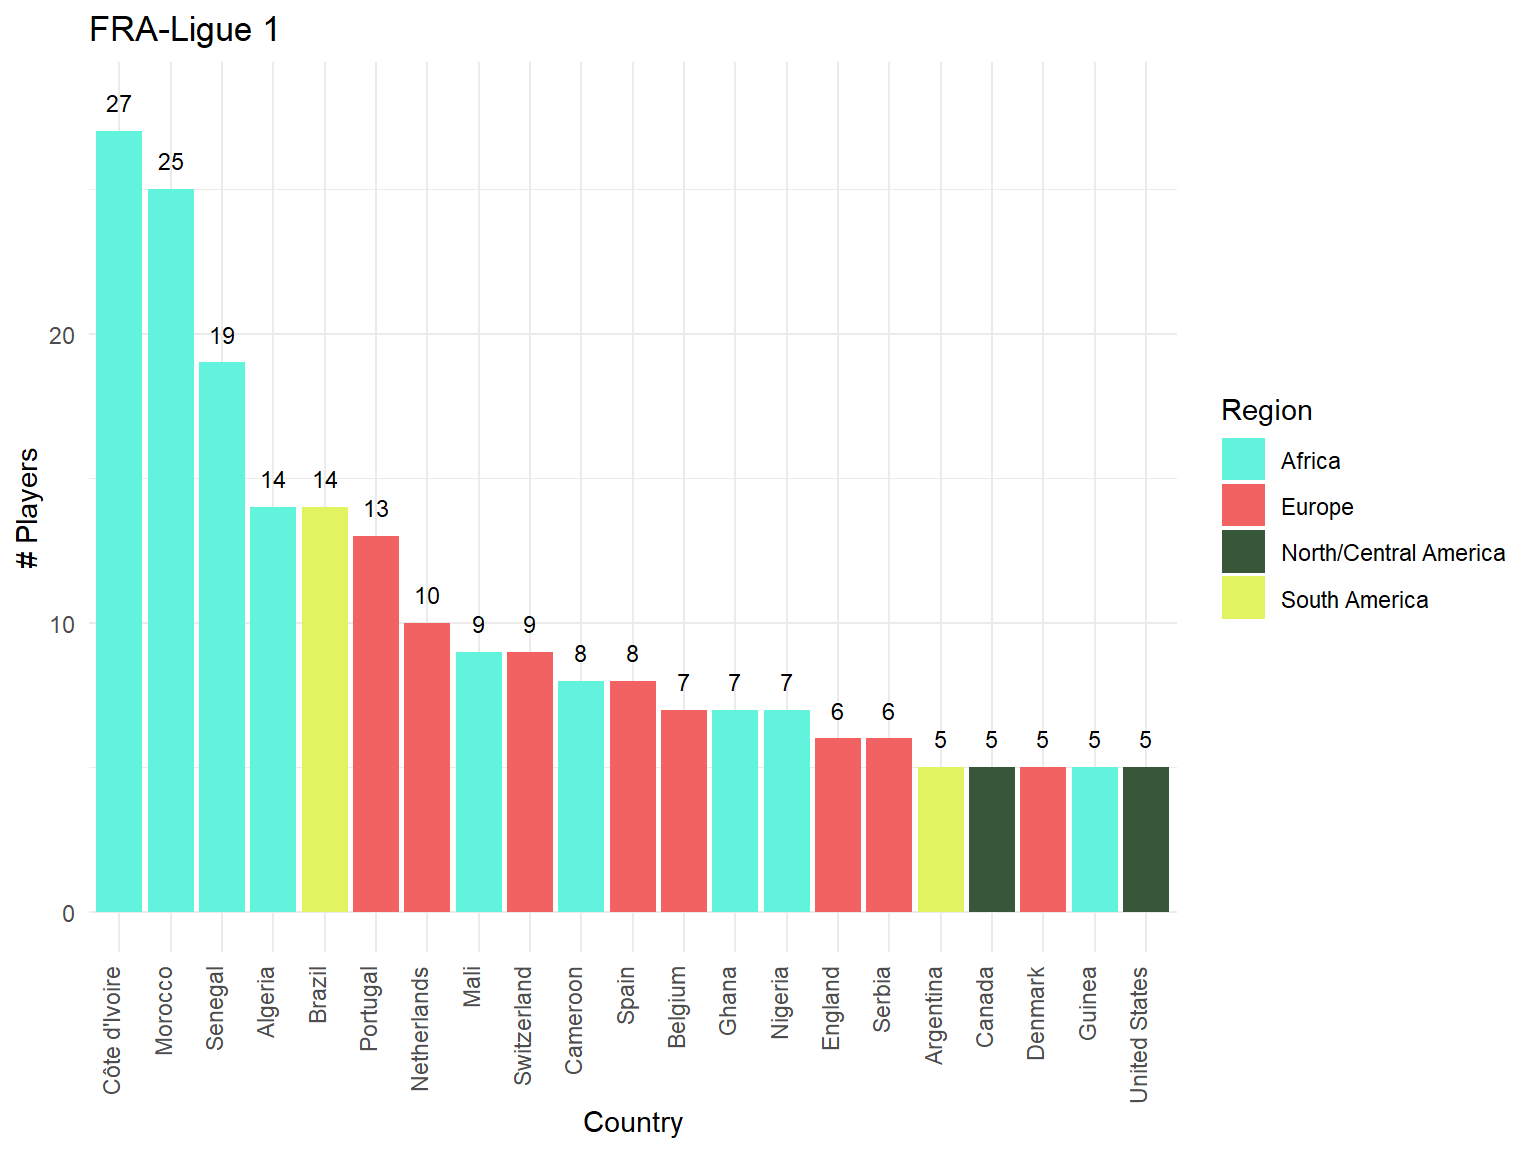 FRA-Ligue 1
27
25
19
14
14
13
10
9
9
8
8
7
7
7
6
6
5
5
5
5
5
# Players
20
10
0
Côte d'Ivoire
Morocco
Senegal
Algeria
Brazil
Portugal
Netherlands
Mali
Switzerland
Cameroon
Spain
Belgium
Ghana
Nigeria
England
Serbia
Argentina
Canada
Denmark
Guinea
United States
Country
Region
Africa
Europe
North/Central America
South America